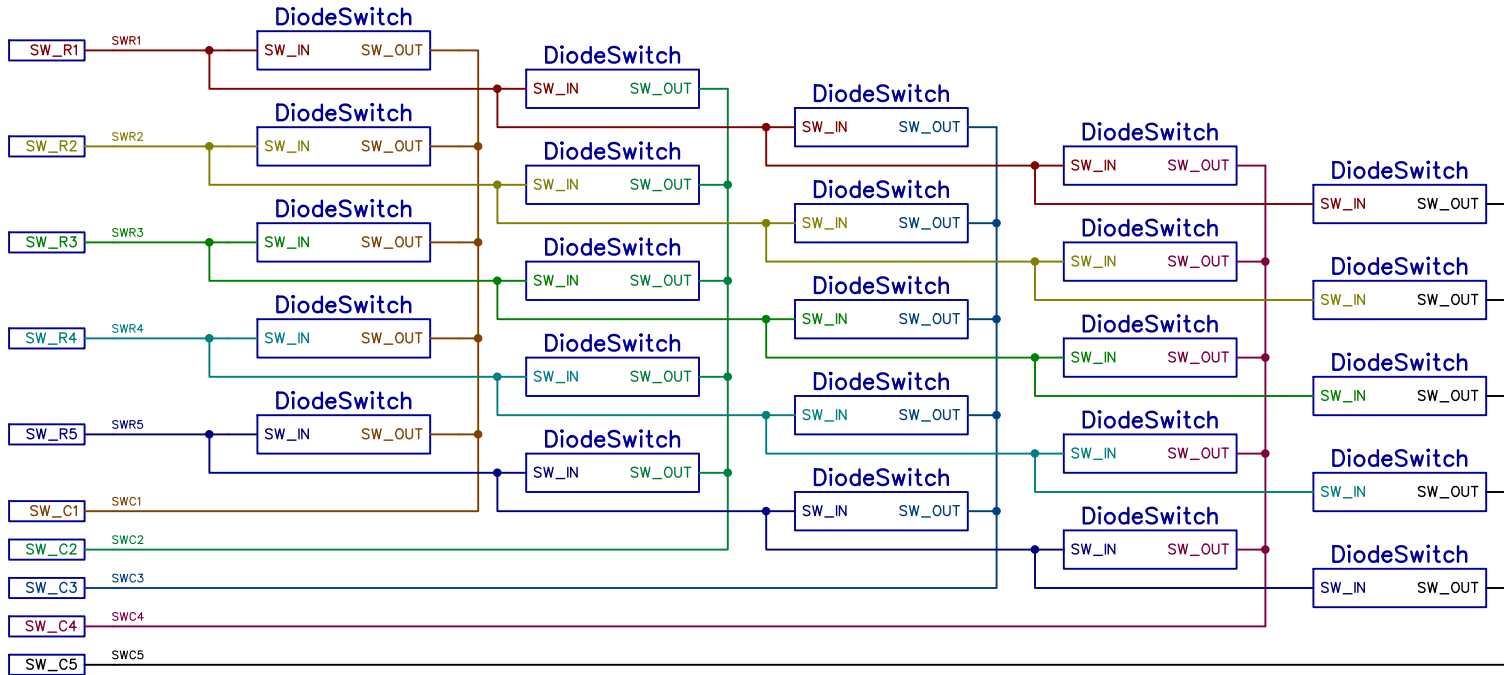 DiodeSwitch
SW_R1 SWR1 SW_IN SW_OUT
DiodeSwitch
SW_IN SW_OUT
DiodeSwitch
SW_IN SW_OUT
DiodeSwitch
SW_IN SW_OUT
DiodeSwitch
SW_IN SW_OUT
DiodeSwitch
SW_R2 SWR2 SW_IN SW_OUT
DiodeSwitch
SW_IN SW_OUT
DiodeSwitch
SW_IN SW_OUT
DiodeSwitch
SW_IN SW_OUT
DiodeSwitch
SW_IN SW_OUT
DiodeSwitch
SW_R3 SWR3 SW_IN SW_OUT
DiodeSwitch
SW_IN SW_OUT
DiodeSwitch
SW_IN SW_OUT
DiodeSwitch
SW_IN SW_OUT
DiodeSwitch
SW_IN SW_OUT
DiodeSwitch
SW_R4 SWR4 SW_IN SW_OUT
DiodeSwitch
SW_IN SW_OUT
DiodeSwitch
SW_IN SW_OUT
DiodeSwitch
SW_IN SW_OUT
DiodeSwitch
SW_IN SW_OUT
DiodeSwitch
SW_R5 SWR5 SW_IN SW_OUT
DiodeSwitch
SW_IN SW_OUT
DiodeSwitch
SW_IN SW_OUT
DiodeSwitch
SW_IN SW_OUT
DiodeSwitch
SW_IN SW_OUT
SW_C1 SWC1
SW_C2 SWC2
SW_C3 SWC3
SW_C4 SWC4
SW_C5 SWC5